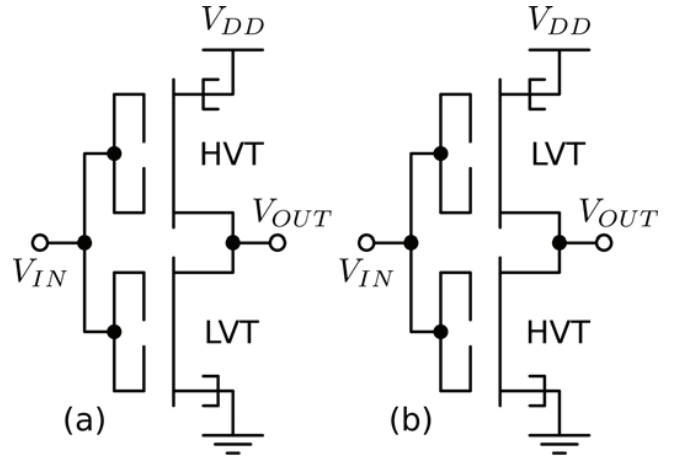 V_DD V_DD
HVT LVT
V_OUT V_OUT
V_IN V_IN
LVT HVT
(a) (b)